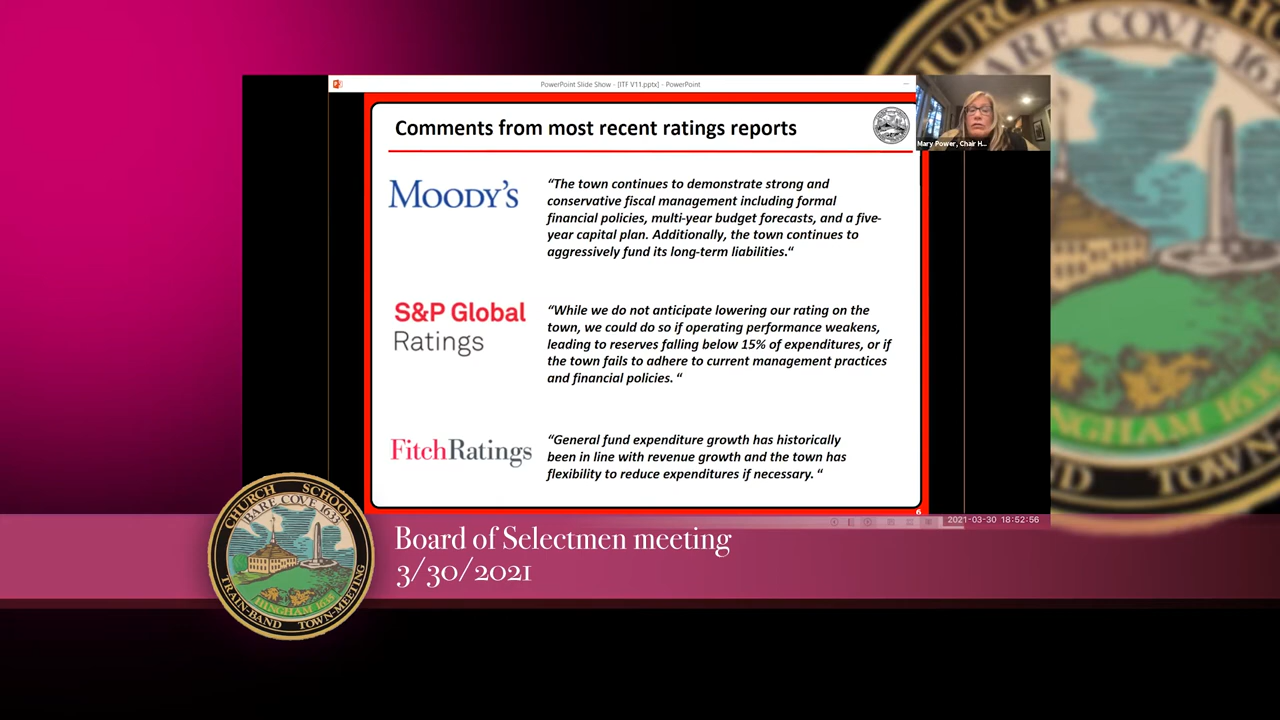 PowerPoint Slide Show - [ITF V11.pptx] - PowerPoint
Comments from most recent ratings reports
Mary Power, Chair H...
MOODY'S
“The town continues to demonstrate strong and
conservative fiscal management including formal
financial policies, multi-year budget forecasts, and a five-
year capital plan. Additionally, the town continues to
aggressively fund its long-term liabilities.“
S&P Global
Ratings
“While we do not anticipate lowering our rating on the
town, we could do so if operating performance weakens,
leading to reserves falling below 15% of expenditures, or if
the town fails to adhere to current management practices
and financial policies. “
FitchRatings
“General fund expenditure growth has historically
been in line with revenue growth and the town has
flexibility to reduce expenditures if necessary. “
6
2021-03-30 18:52:56
Board of Selectmen meeting
3/30/2021
CHURCH SCHOOL
BARE COVE 1633
HINGHAM 1635
TRAIN-BAND TOWN-MEETING